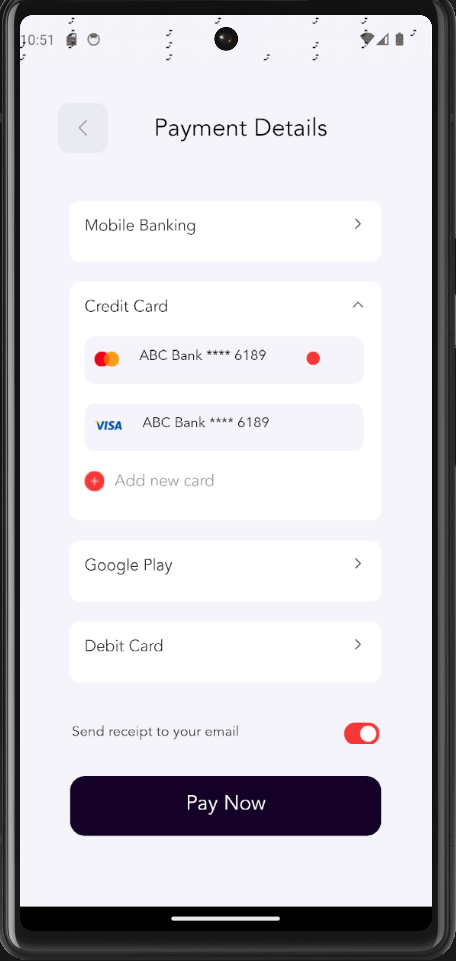 10:51
Payment Details
Mobile Banking
Credit Card
ABC Bank **** 6189
VISA ABC Bank **** 6189
Add new card
Google Play
Debit Card
Send receipt to your email
Pay Now